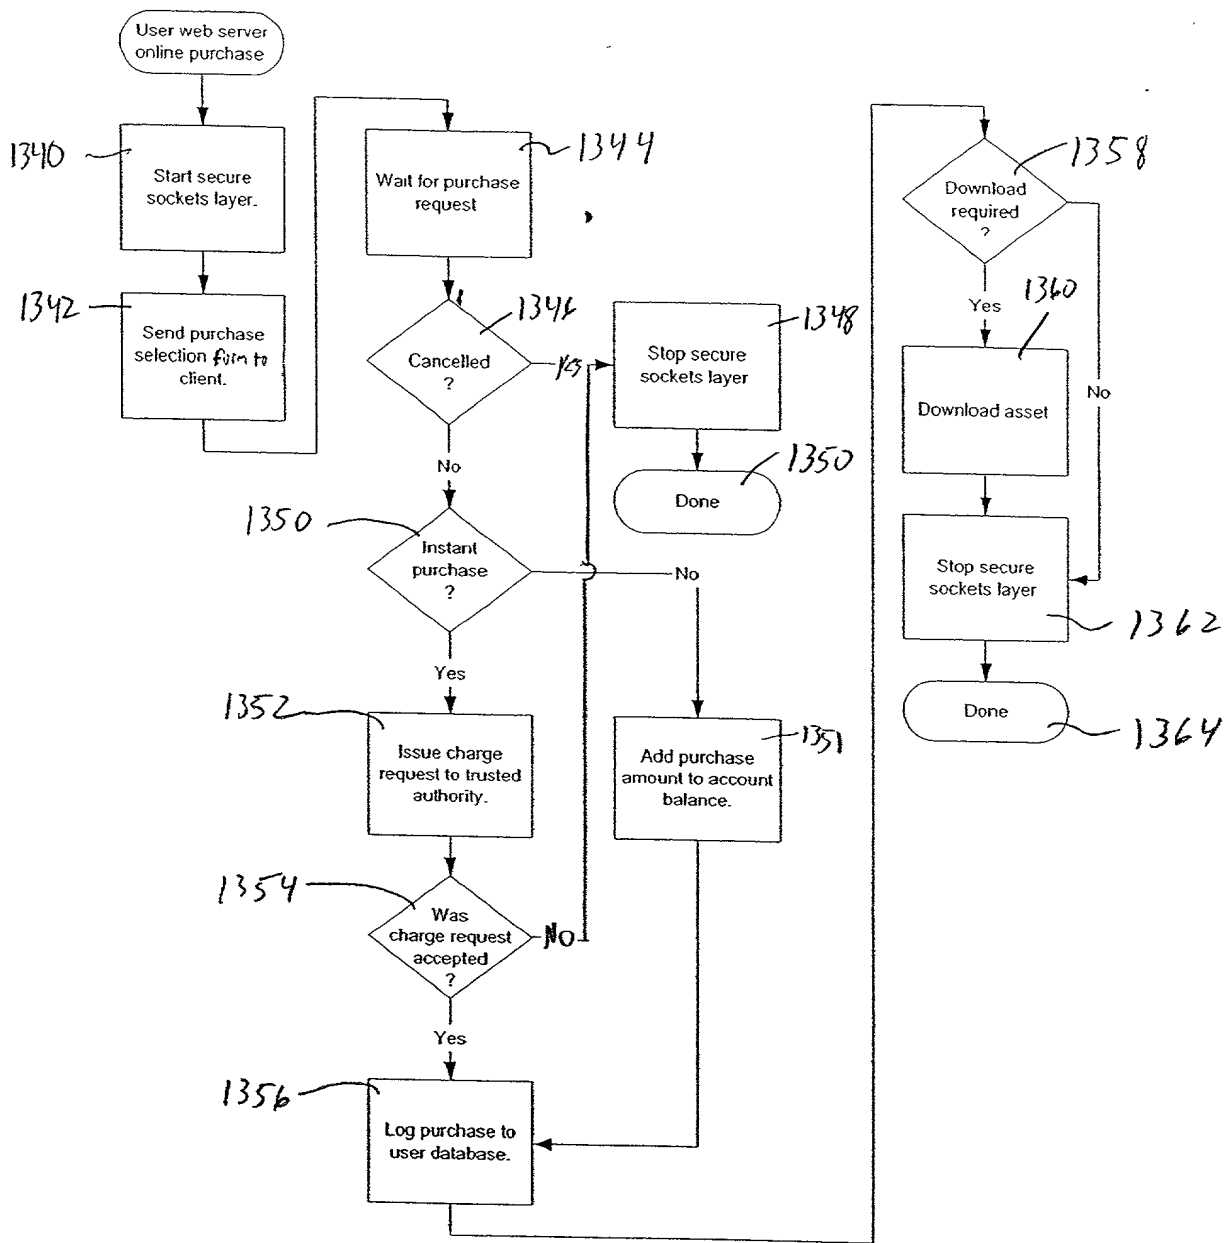 User web server
online purchase
1340
Start secure
sockets layer.
1342
Send purchase
selection form to
client.
1344
Wait for purchase
request
1346
Cancelled
?
Yes
No
1348
Stop secure
sockets layer
1350
Done
1350
Instant
purchase
?
No
Yes
1352
Issue charge
request to trusted
authority.
1351
Add purchase
amount to account
balance.
1354
Was
charge request
accepted
?
NO
Yes
1356
Log purchase to
user database.
1358
Download
required
?
Yes
No
1360
Download asset
Stop secure
sockets layer
1362
Done
1364